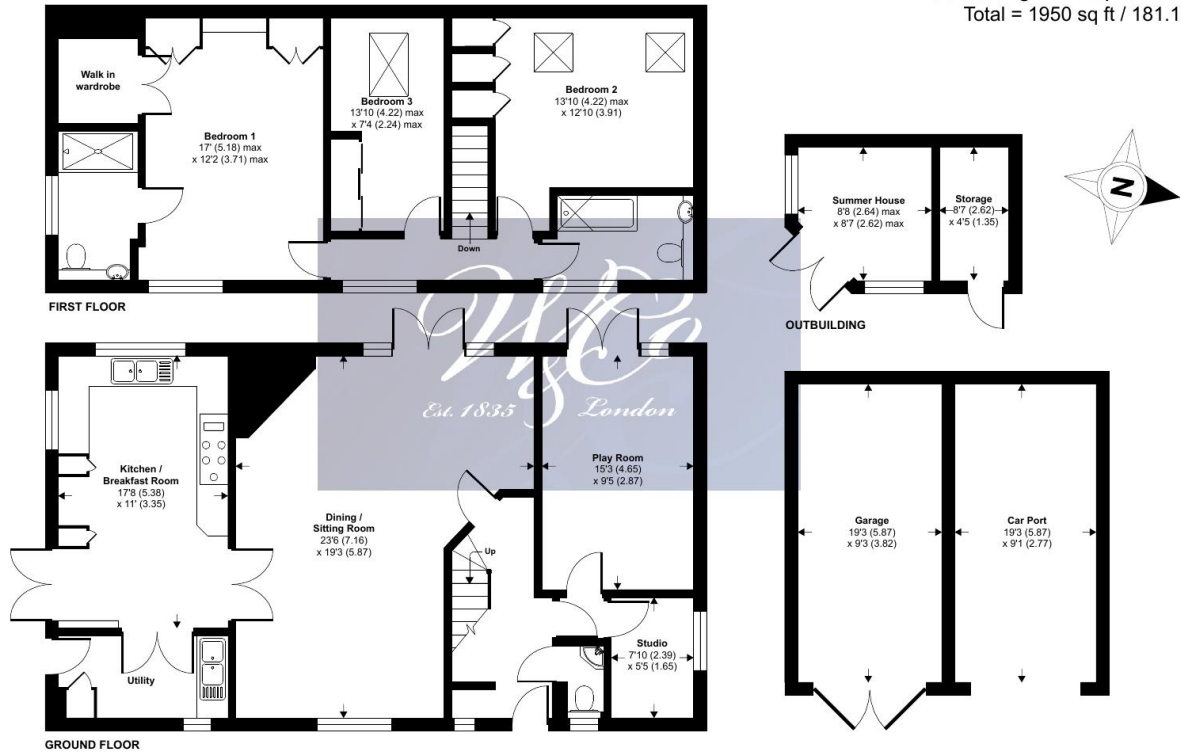 Total = 1950 sq ft / 181.1
Walk in
wardrobe
Bedroom 1
17' (5.18) max
x 12'2 (3.71) max
Bedroom 3
13'10 (4.22) max
x 7'4 (2.24) max
Bedroom 2
13'10 (4.22) max
x 12'10 (3.91)
Down
FIRST FLOOR
Summer House
8'8 (2.64) max
x 8'7 (2.62) max
Storage
8'7 (2.62)
x 4'5 (1.35)
OUTBUILDING
N
W&Co
Est. 1835 London
Kitchen /
Breakfast Room
17'8 (5.38)
x 11' (3.35)
Dining /
Sitting Room
23'6 (7.16)
x 19'3 (5.87)
Play Room
15'3 (4.65)
x 9'5 (2.87)
Up
Studio
7'10 (2.39)
x 5'5 (1.65)
Utility
Garage
19'3 (5.87)
x 9'3 (3.82)
Car Port
19'3 (5.87)
x 9'1 (2.77)
GROUND FLOOR